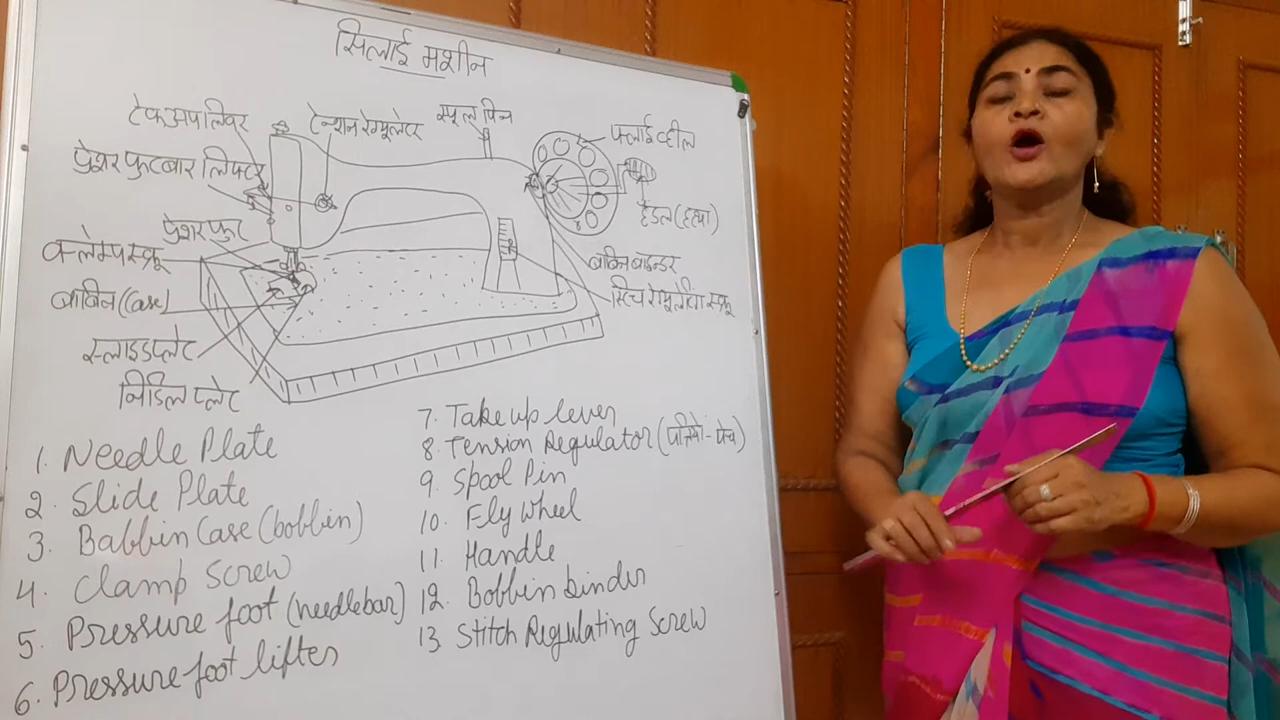 सिलाई मशीन
टेकअपलिवर
टेन्शन रेग्यूलेटर
स्पूल पिन
फ्लाई व्हील
प्रेशर फुटबार लिफ्टर
हैंडल (हत्था)
प्रेशर फुट
क्लेम्प स्क्रू
बाबिन बाइन्डर
बाबिन (Case)
स्टिच रेग्यूलेटिंग स्क्रू
स्लाइडप्लेट
निडिल प्लेट
1. Needle Plate
2. Slide Plate
3. Babbin Case (bobbin)
4. Clamp Screw
5. Pressure foot (needlebar)
6. Pressure foot lifter
7. Take up lever
8. Tension Regulator
9. Spool Pin
10. Fly Wheel
11. Handle
12. Bobbin binder
13. Stitch Regulating Screw